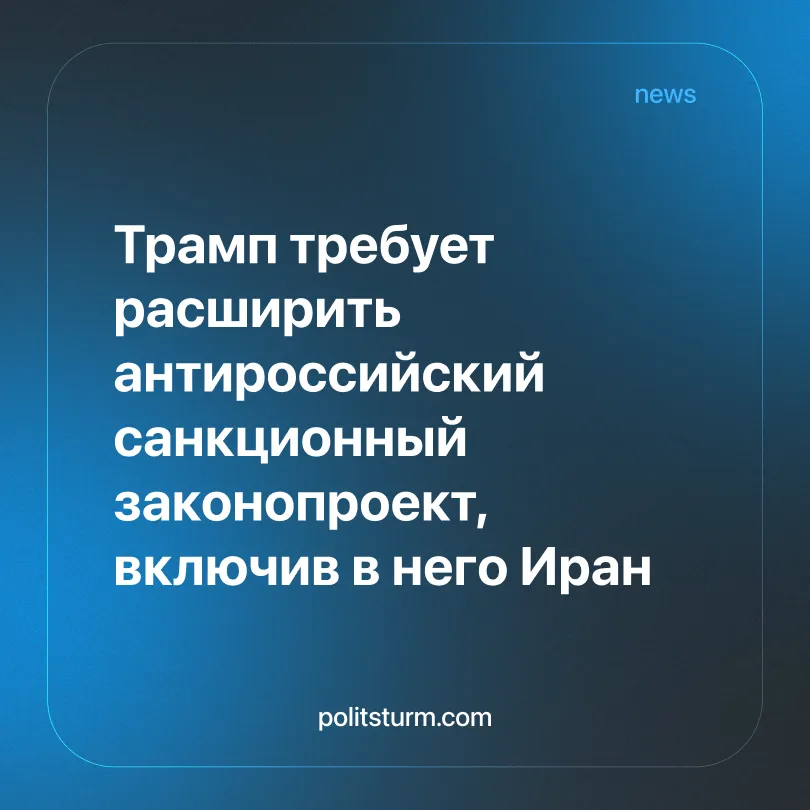 news
Трамп требует
расширить
антироссийский
санкционный
законопроект,
включив в него Иран
politsturm.com